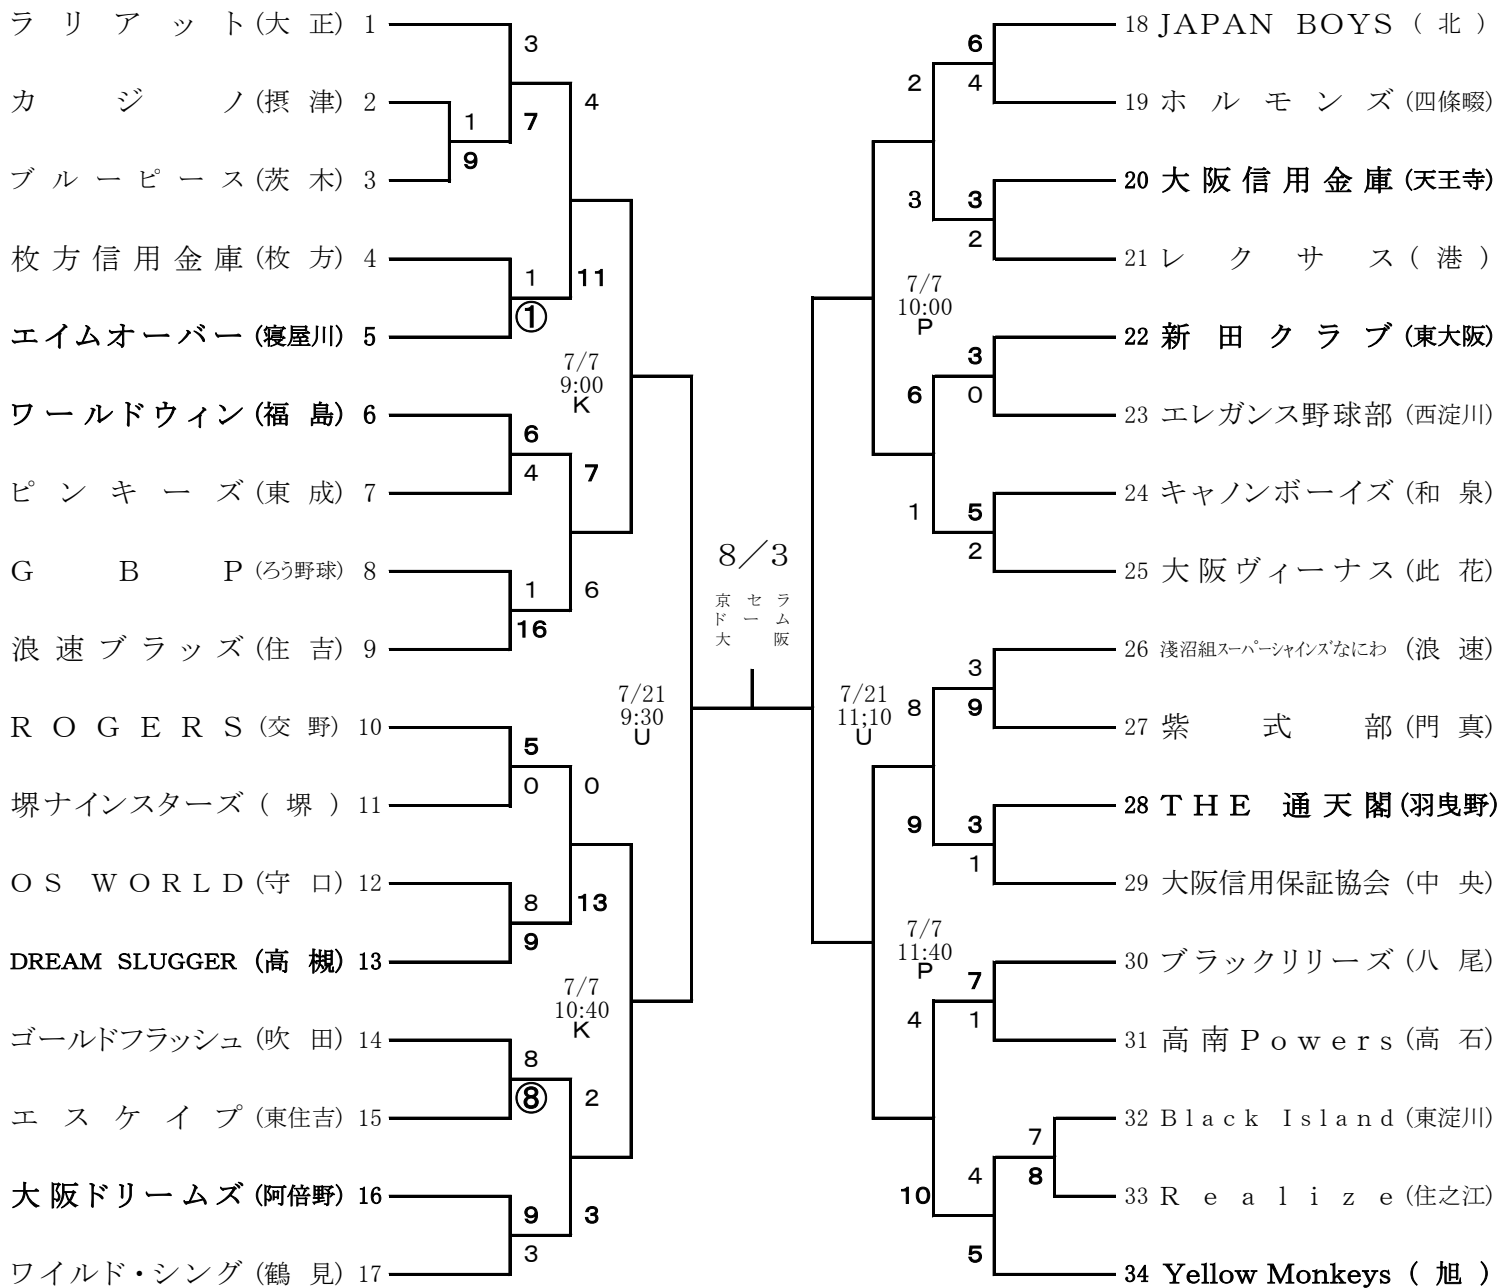 ラリアット (大正) 1
3
カジノ (摂津) 2
4
1
7
9
ブルーピース (茨木) 3
枚方信用金庫 (枚方) 4
1
11
①
エイムオーバー (寝屋川) 5
7/7
9:00
K
ワールドウィン (福島) 6
6
4
7
ピンキーズ (東成) 7
GBP (ろう野球) 8
1
6
16
浪速ブラッズ (住吉) 9
7/21
9:30
U
ROGERS (交野) 10
5
0
0
堺ナインスターズ (堺) 11
OS WORLD (守口) 12
8
13
9
DREAM SLUGGER (高槻) 13
7/7
10:40
K
ゴールドフラッシュ (吹田) 14
8
⑧
2
エスケイプ (東住吉) 15
大阪ドリームズ (阿倍野) 16
9
3
3
ワイルド・シング (鶴見) 17
8/3
京セラ
ドーム
大阪
18 JAPAN BOYS (北)
6
2
4
19 ホルモンズ (四條畷)
20 大阪信用金庫 (天王寺)
3
3
2
21 レクサス (港)
7/7
10:00
P
22 新田クラブ (東大阪)
3
6
0
23 エレガンス野球部 (西淀川)
24 キャノンボーイズ (和泉)
1
5
2
25 大阪ヴィーナス (此花)
26 淺沼組スーパーシャインズなにわ (浪速)
3
7/21
11;10
U
8
9
27 紫式部 (門真)
28 THE 通天閣 (羽曳野)
9
3
1
29 大阪信用保証協会 (中央)
7/7
11:40
P
30 ブラックリリーズ (八尾)
7
4
1
31 高南Powers (高石)
32 Black Island (東淀川)
7
4
8
10
33 Realize (住之江)
5
34 Yellow Monkeys (旭)